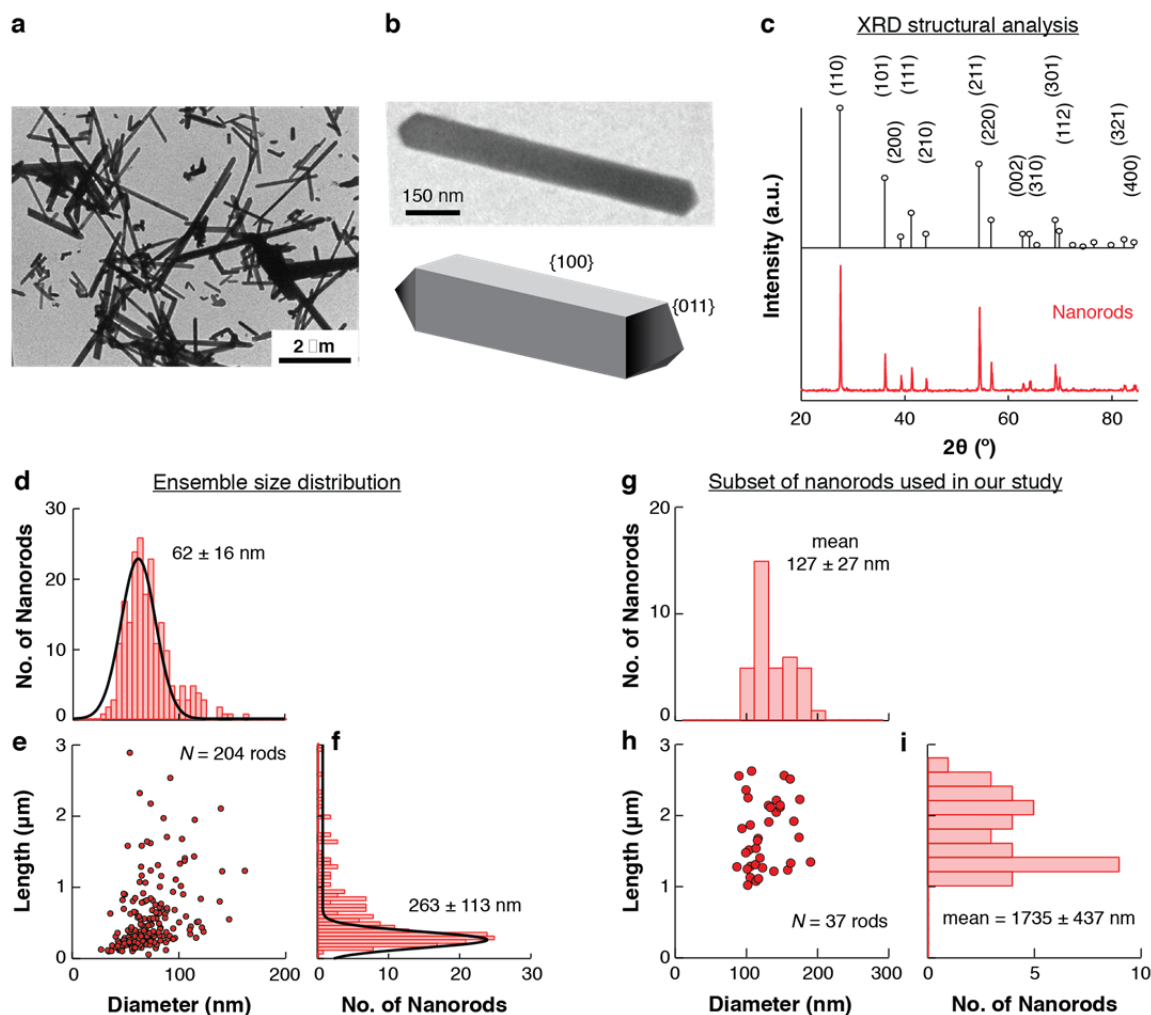 a
b
c
XRD structural analysis
2 □m
150 nm
{100}
{011}
(110)
(101)
(111)
(200)
(210)
(211)
(220)
(002)
(310)
(301)
(112)
(321)
(400)
Intensity (a.u.)
Nanorods
20
40
60
80
2θ (º)
d
Ensemble size distribution
No. of Nanorods
30
20
10
0
62 ± 16 nm
e
N = 204 rods
Length (µm)
3
2
1
0
0
100
200
Diameter (nm)
f
263 ± 113 nm
0
10
20
30
No. of Nanorods
g
Subset of nanorods used in our study
No. of Nanorods
20
10
0
mean
127 ± 27 nm
h
N = 37 rods
Length (µm)
3
2
1
0
0
100
200
300
Diameter (nm)
i
mean = 1735 ± 437 nm
0
5
10
No. of Nanorods